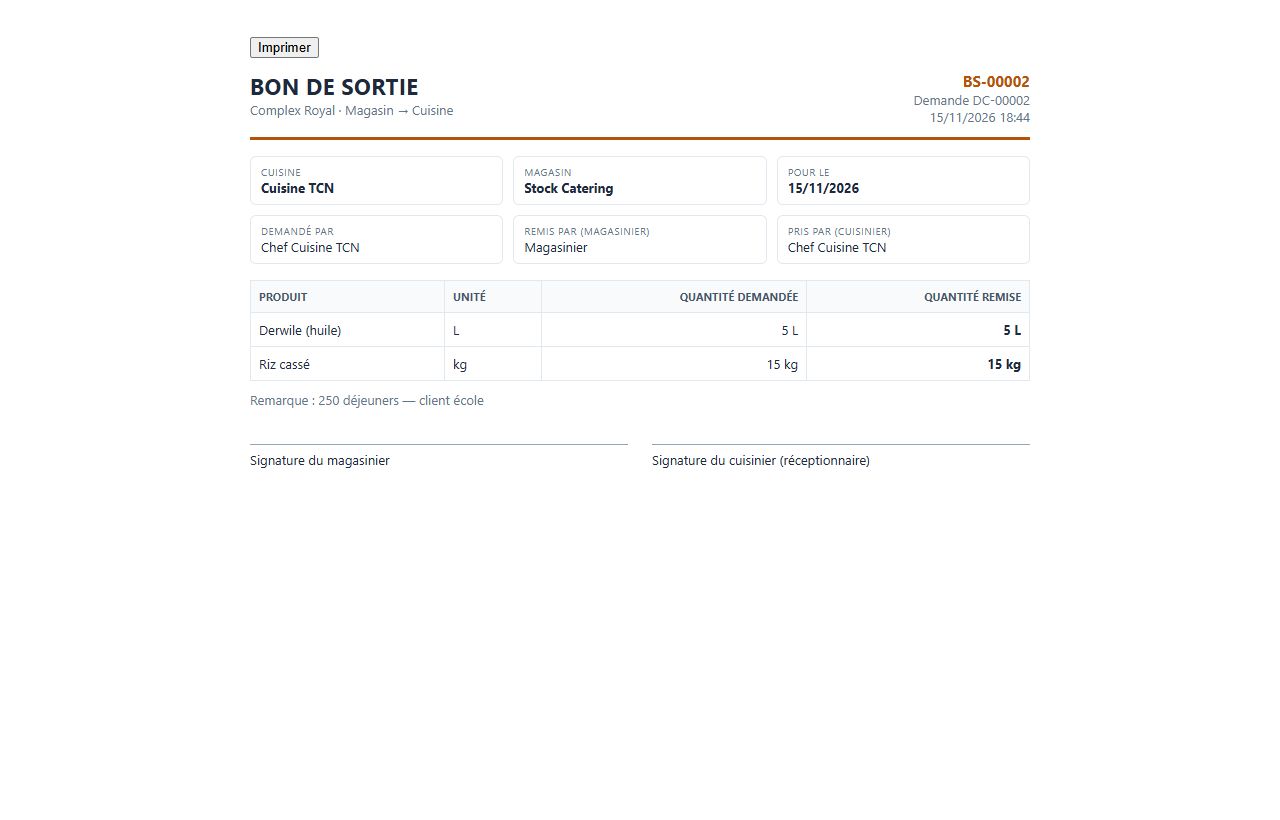 Imprimer
BON DE SORTIE
Complex Royal · Magasin → Cuisine
BS-00002
Demande DC-00002
15/11/2026 18:44
CUISINE
Cuisine TCN
MAGASIN
Stock Catering
POUR LE
15/11/2026
DEMANDÉ PAR
Chef Cuisine TCN
REMIS PAR (MAGASINIER)
Magasinier
PRIS PAR (CUISINIER)
Chef Cuisine TCN
PRODUIT UNITÉ QUANTITÉ DEMANDÉE QUANTITÉ REMISE
Derwile (huile) L 5 L 5 L
Riz cassé kg 15 kg 15 kg
Remarque : 250 déjeuners — client école
Signature du magasinier
Signature du cuisinier (réceptionnaire)